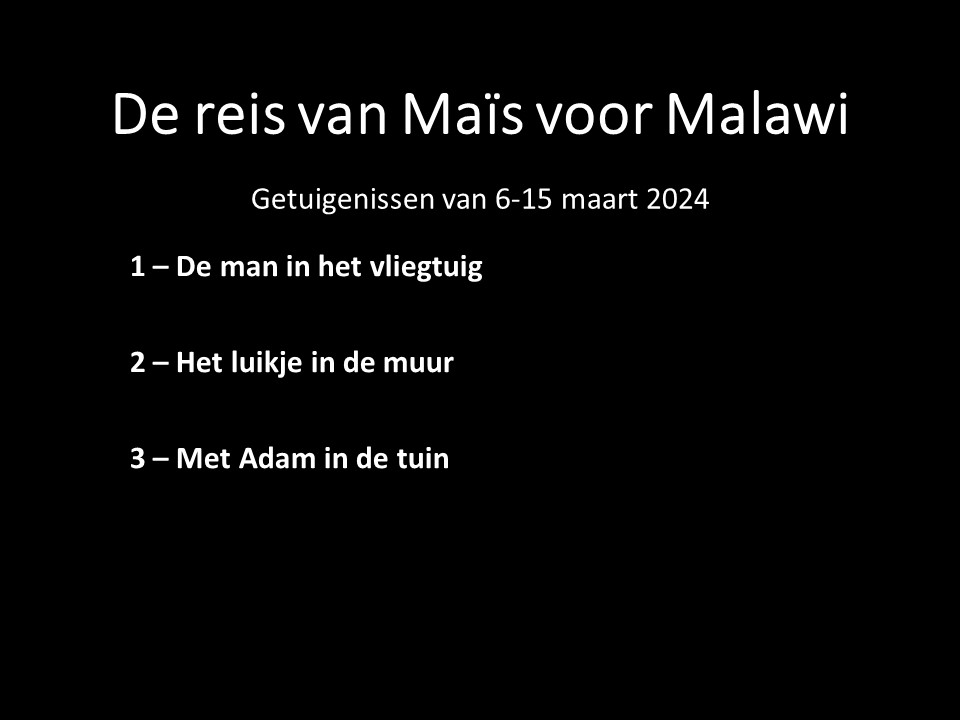 De reis van Maïs voor Malawi
Getuigenissen van 6-15 maart 2024
1 – De man in het vliegtuig
2 – Het luikje in de muur
3 – Met Adam in de tuin